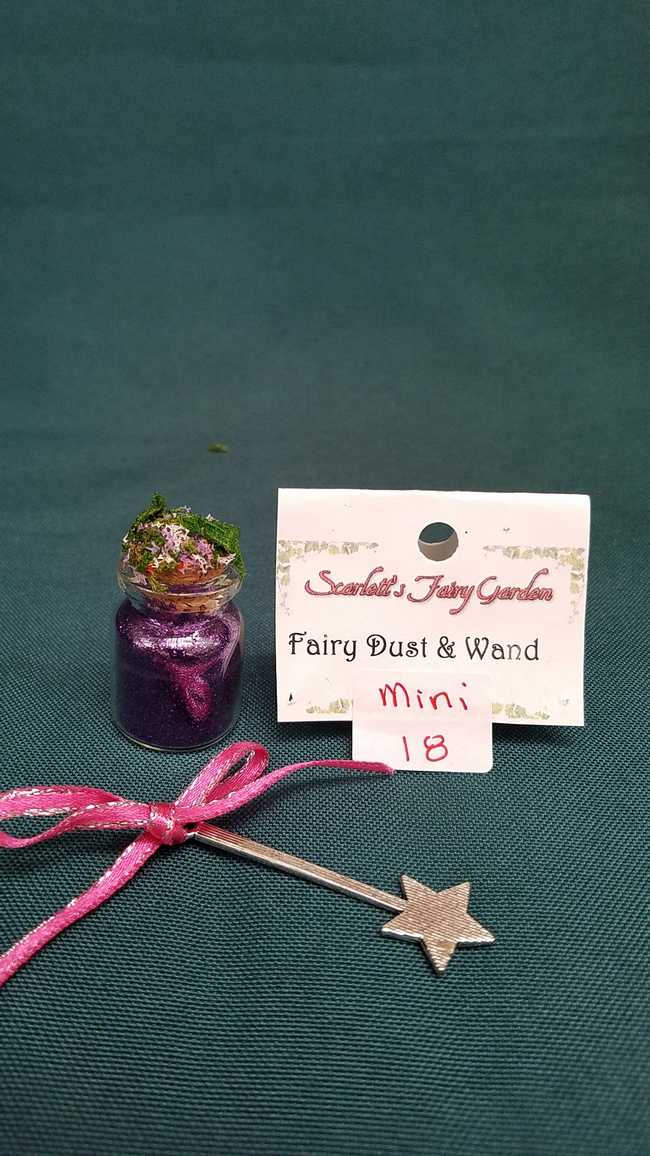 Scarlett's Fairy Garden
Fairy Dust & Wand
Mini
18